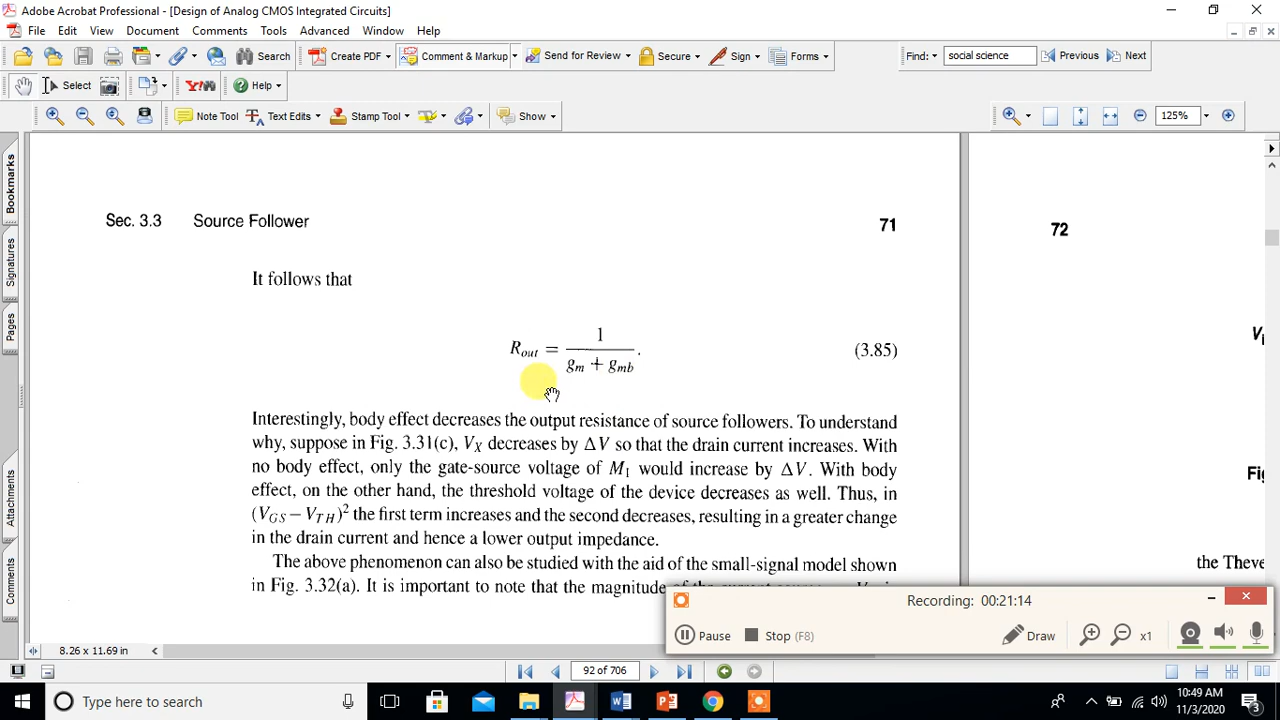 Adobe Acrobat Professional - [Design of Analog CMOS Integrated Circuits]
File Edit View Document Comments Tools Advanced Window Help
Search Create PDF Comment & Markup Send for Review Secure Sign Forms Find: social science Previous Next
Select Y! Help
Note Tool Text Edits Stamp Tool Show 125%
Bookmarks
Signatures
Pages
Attachments
Comments
Sec. 3.3 Source Follower 71
It follows that
R_out = 1 / (g_m + g_mb). (3.85)
Interestingly, body effect decreases the output resistance of source followers. To understand
why, suppose in Fig. 3.31(c), V_X decreases by ΔV so that the drain current increases. With
no body effect, only the gate-source voltage of M_1 would increase by ΔV. With body
effect, on the other hand, the threshold voltage of the device decreases as well. Thus, in
(V_GS – V_TH)² the first term increases and the second decreases, resulting in a greater change
in the drain current and hence a lower output impedance.
The above phenomenon can also be studied with the aid of the small-signal model shown
in Fig. 3.32(a). It is important to note that the magnitude
72
Fig
the Theve
Recording: 00:21:14
Pause Stop (F8) Draw x1
8.26 x 11.69 in
92 of 706
Type here to search
10:49 AM
11/3/2020
3